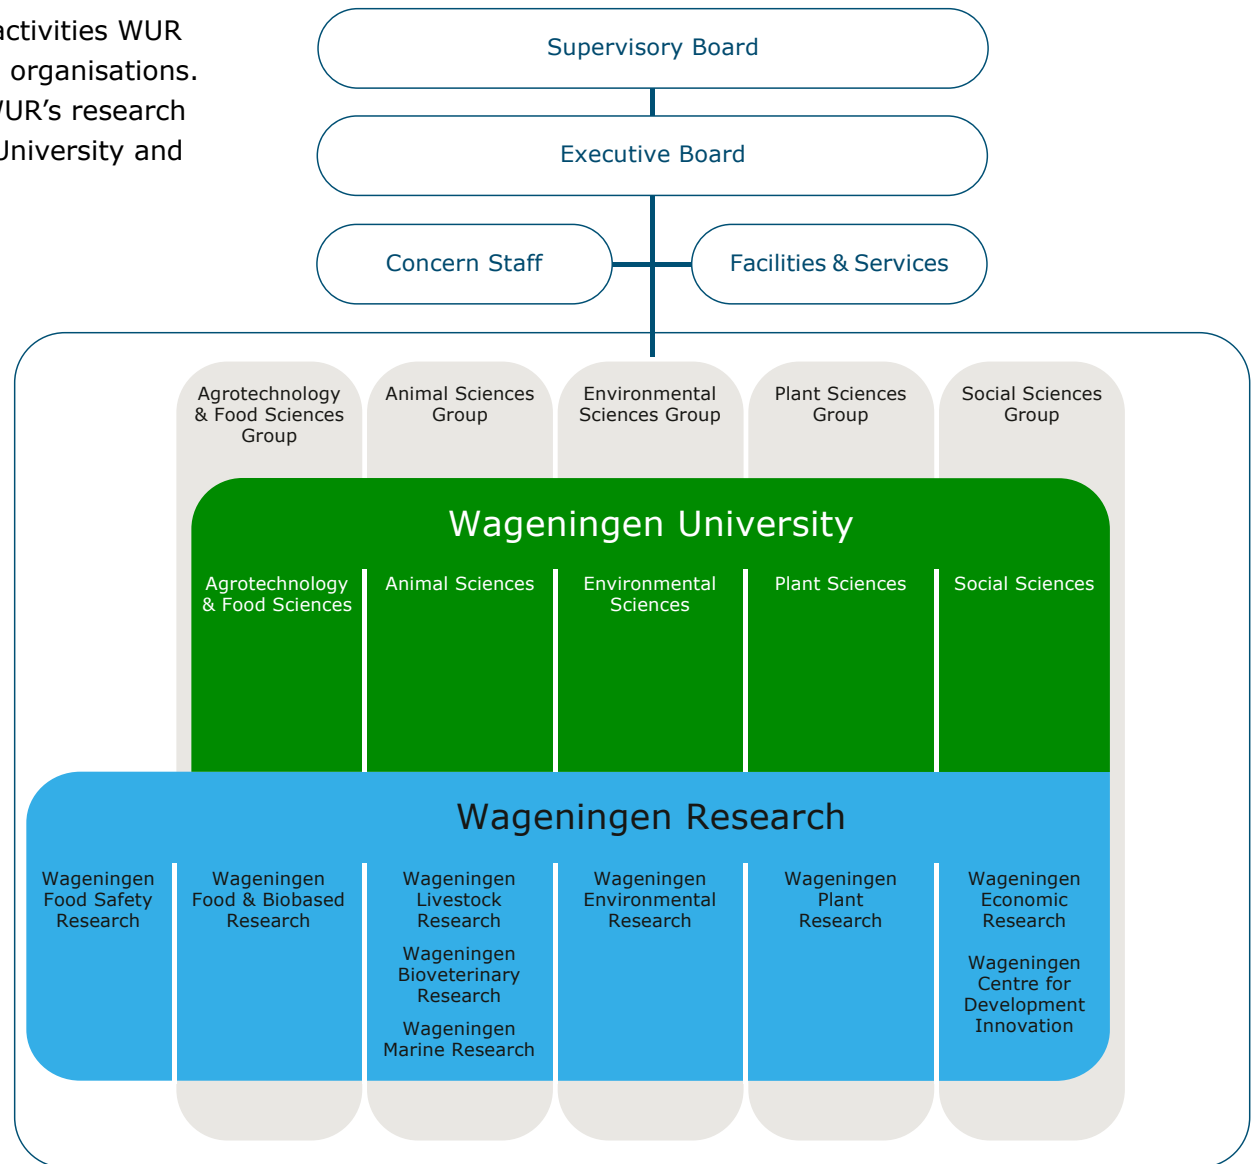 activities WUR
organisations.
WUR's research
University and
Supervisory Board
Executive Board
Concern Staff
Facilities & Services
Agrotechnology
& Food Sciences
Group
Animal Sciences
Group
Environmental
Sciences Group
Plant Sciences
Group
Social Sciences
Group
Wageningen University
Agrotechnology
& Food Sciences
Animal Sciences
Environmental
Sciences
Plant Sciences
Social Sciences
Wageningen Research
Wageningen
Food Safety
Research
Wageningen
Food & Biobased
Research
Wageningen
Livestock
Research
Wageningen
Bioveterinary
Research
Wageningen
Marine Research
Wageningen
Environmental
Research
Wageningen
Plant
Research
Wageningen
Economic
Research
Wageningen
Centre for
Development
Innovation